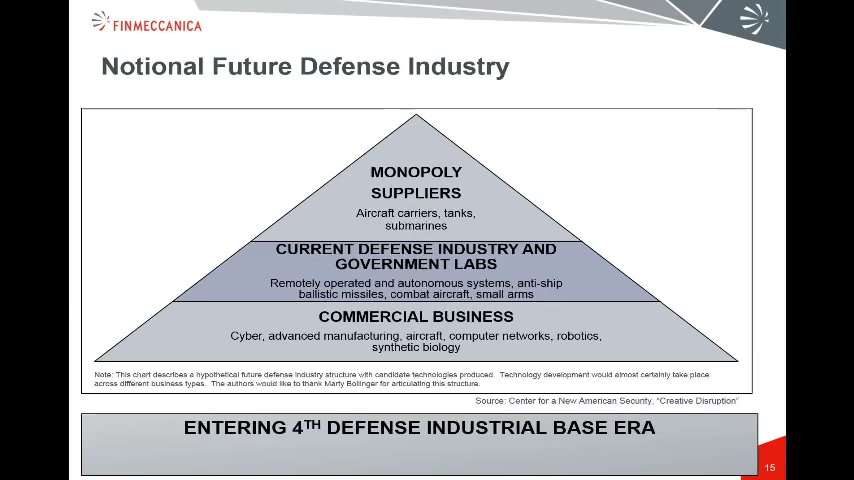 FINMECCANICA
Notional Future Defense Industry
MONOPOLY
SUPPLIERS
Aircraft carriers, tanks,
submarines
CURRENT DEFENSE INDUSTRY AND
GOVERNMENT LABS
Remotely operated and autonomous systems, anti-ship
ballistic missiles, combat aircraft, small arms
COMMERCIAL BUSINESS
Cyber, advanced manufacturing, aircraft, computer networks, robotics,
synthetic biology
Note: This chart describes a hypothetical future defense industry structure with candidate technologies produced. Technology development would almost certainly take place
across different business types. The authors would like to thank Marty Bollinger for articulating this structure.
Source: Center for a New American Security, "Creative Disruption"
ENTERING 4TH DEFENSE INDUSTRIAL BASE ERA
15